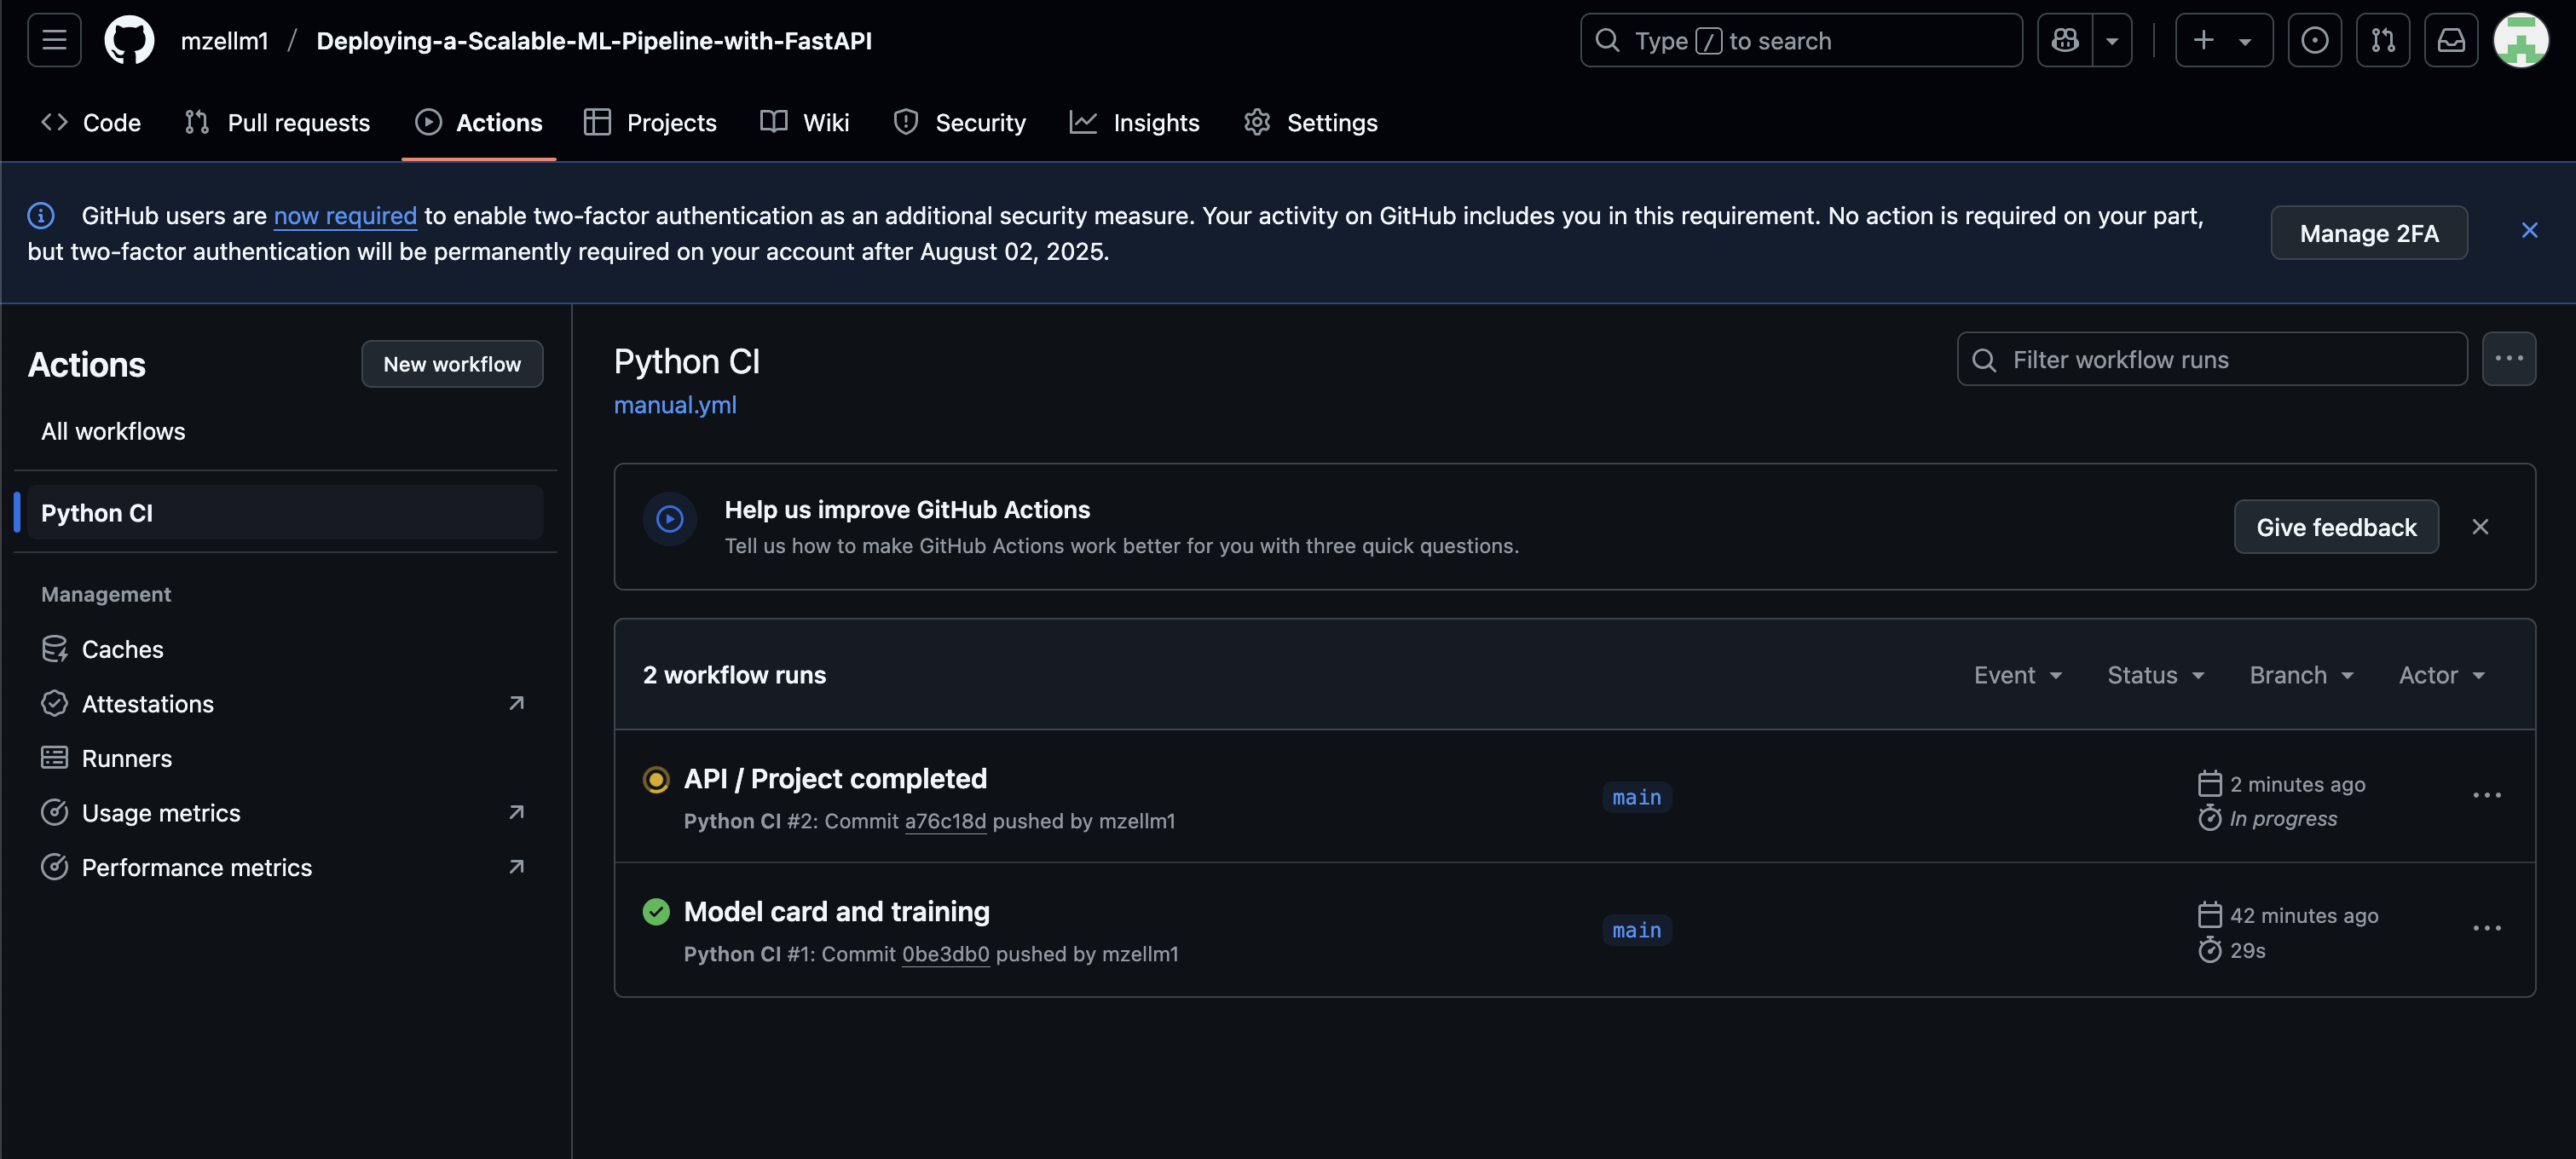 mzellm1 / Deploying-a-Scalable-ML-Pipeline-with-FastAPI
Type / to search
Code
Pull requests
Actions
Projects
Wiki
Security
Insights
Settings
GitHub users are now required to enable two-factor authentication as an additional security measure. Your activity on GitHub includes you in this requirement. No action is required on your part,
but two-factor authentication will be permanently required on your account after August 02, 2025.
Manage 2FA
Actions
New workflow
All workflows
Python CI
Management
Caches
Attestations
Runners
Usage metrics
Performance metrics
Python CI
manual.yml
Filter workflow runs
Help us improve GitHub Actions
Tell us how to make GitHub Actions work better for you with three quick questions.
Give feedback
2 workflow runs
Event
Status
Branch
Actor
API / Project completed
Python CI #2: Commit a76c18d pushed by mzellm1
main
2 minutes ago
In progress
Model card and training
Python CI #1: Commit 0be3db0 pushed by mzellm1
main
42 minutes ago
29s